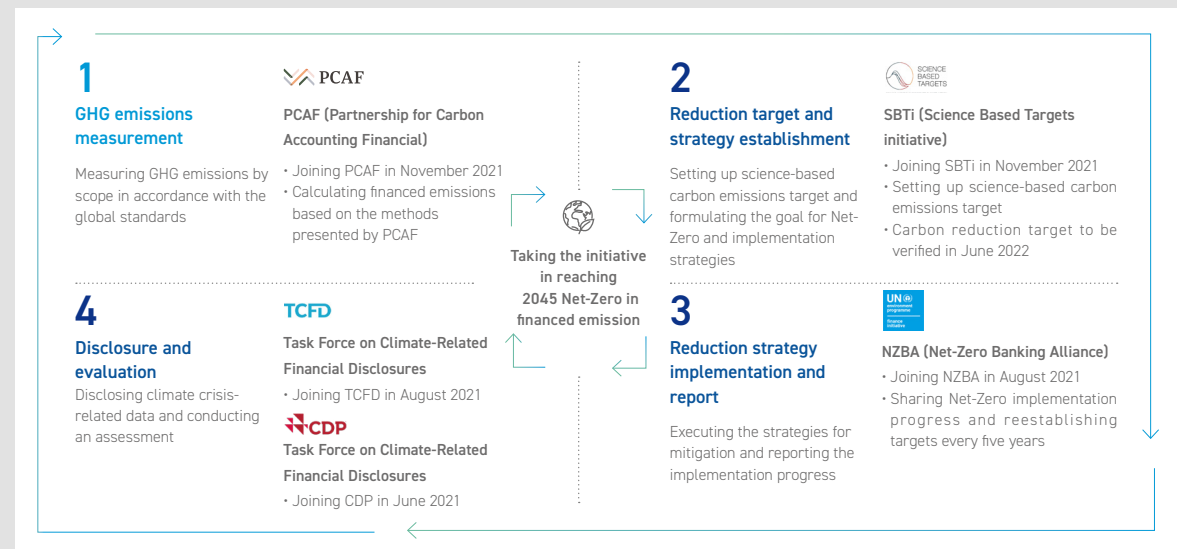 1
GHG emissions
measurement
Measuring GHG emissions by
scope in accordance with the
global standards
PCAF
PCAF (Partnership for Carbon
Accounting Financial)
· Joining PCAF in November 2021
· Calculating financed emissions
based on the methods
presented by PCAF
2
Reduction target and
strategy establishment
Setting up science-based
carbon emissions target and
formulating the goal for Net-
Zero and implementation
strategies
SCIENCE
BASED
TARGETS
SBTi (Science Based Targets
initiative)
· Joining SBTi in November 2021
· Setting up science-based carbon
emissions target
· Carbon reduction target to be
verified in June 2022
Taking the initiative
in reaching
2045 Net-Zero in
financed emission
3
Reduction strategy
implementation and
report
Executing the strategies for
mitigation and reporting the
implementation progress
UN
environment
programme
finance
initiative
NZBA (Net-Zero Banking Alliance)
· Joining NZBA in August 2021
· Sharing Net-Zero implementation
progress and reestablishing
targets every five years
4
Disclosure and
evaluation
Disclosing climate crisis-
related data and conducting
an assessment
TCFD
Task Force on Climate-Related
Financial Disclosures
· Joining TCFD in August 2021
CDP
Task Force on Climate-Related
Financial Disclosures
· Joining CDP in June 2021